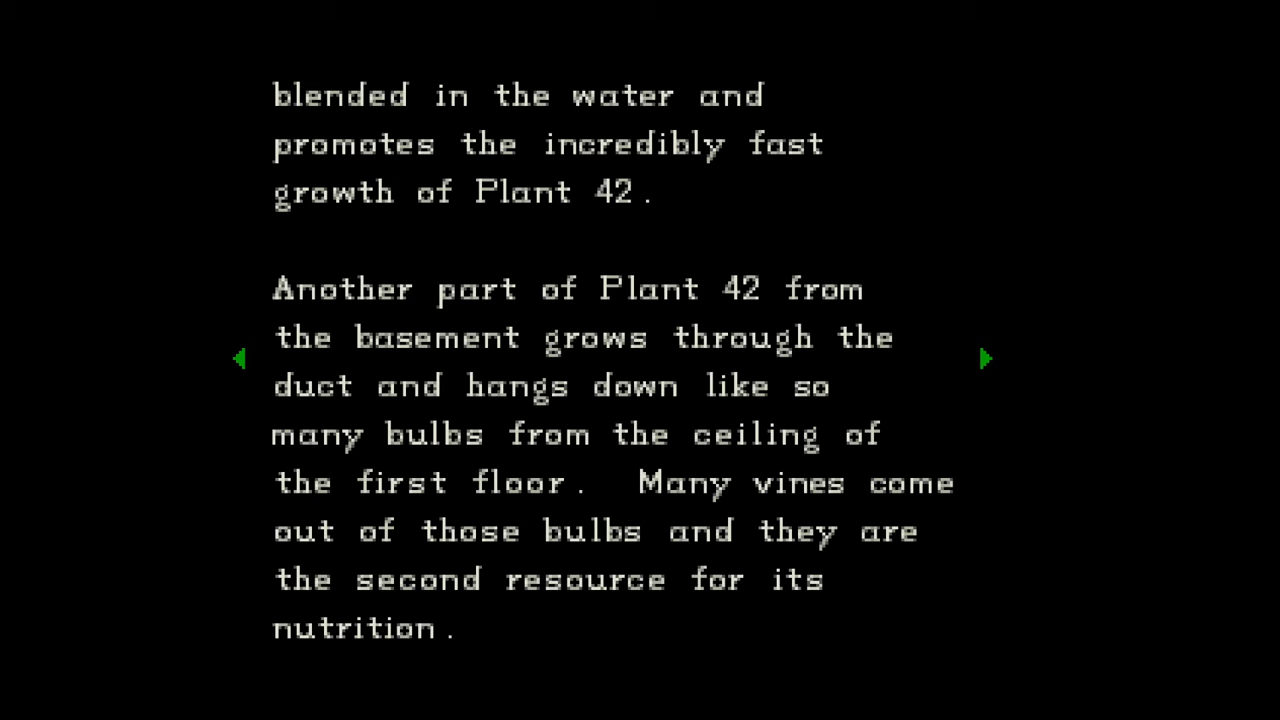 blended in the water and
promotes the incredibly fast
growth of Plant 42.
Another part of Plant 42 from
the basement grows through the
duct and hangs down like so
many bulbs from the ceiling of
the first floor. Many vines come
out of those bulbs and they are
the second resource for its
nutrition.